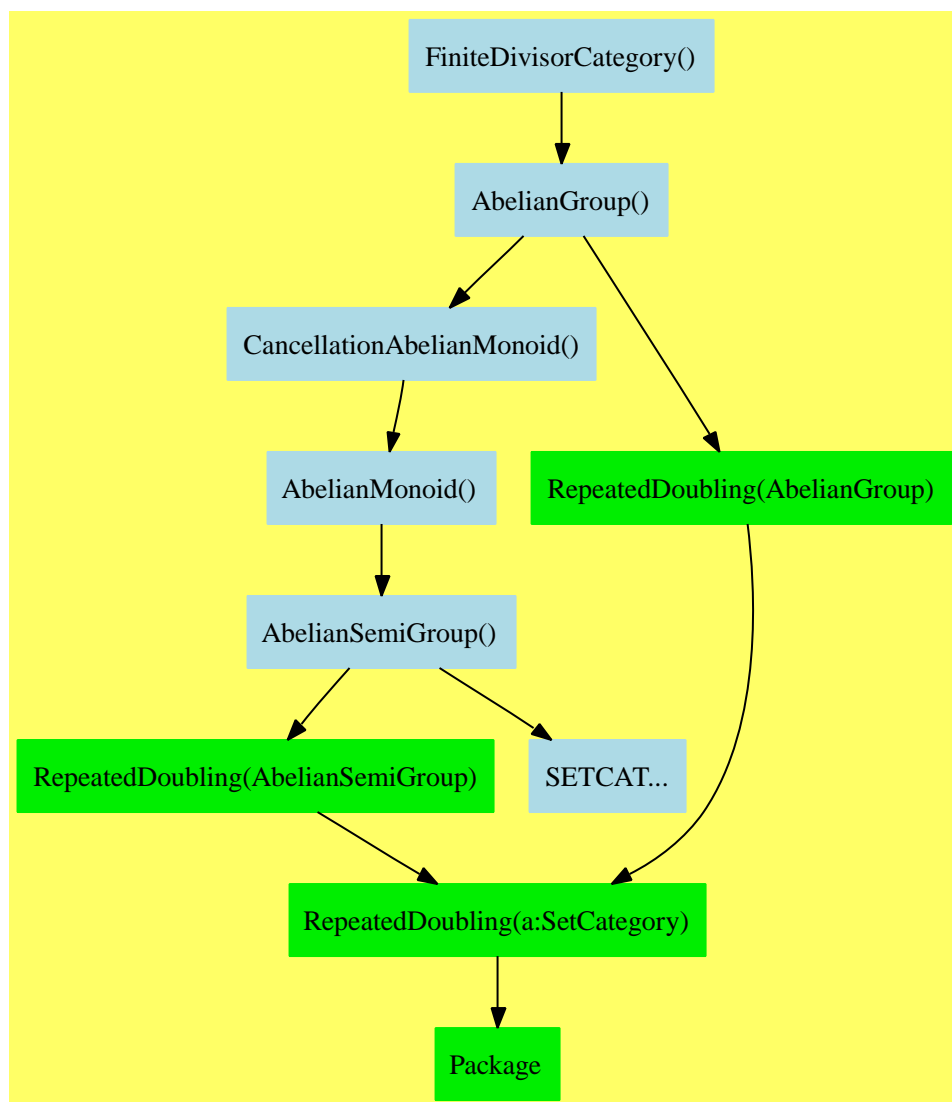 FiniteDivisorCategory()
AbelianGroup()
CancellationAbelianMonoid()
AbelianMonoid()
RepeatedDoubling(AbelianGroup)
AbelianSemiGroup()
RepeatedDoubling(AbelianSemiGroup)
SETCAT...
RepeatedDoubling(a:SetCategory)
Package